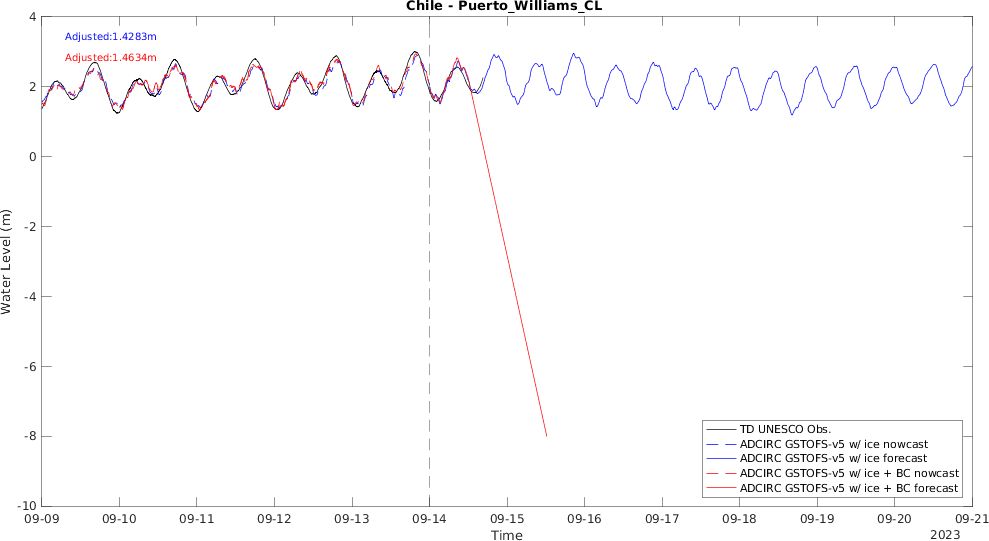 Chile - Puerto_Williams_CL
Adjusted:1.4283m
Adjusted:1.4634m
Water Level (m)
4
2
0
-2
-4
-6
-8
-10
TD UNESCO Obs.
ADCIRC GSTOFS-v5 w/ ice nowcast
ADCIRC GSTOFS-v5 w/ ice forecast
ADCIRC GSTOFS-v5 w/ ice + BC nowcast
ADCIRC GSTOFS-v5 w/ ice + BC forecast
09-09 09-10 09-11 09-12 09-13 09-14 09-15 09-16 09-17 09-18 09-19 09-20 09-21
Time
2023